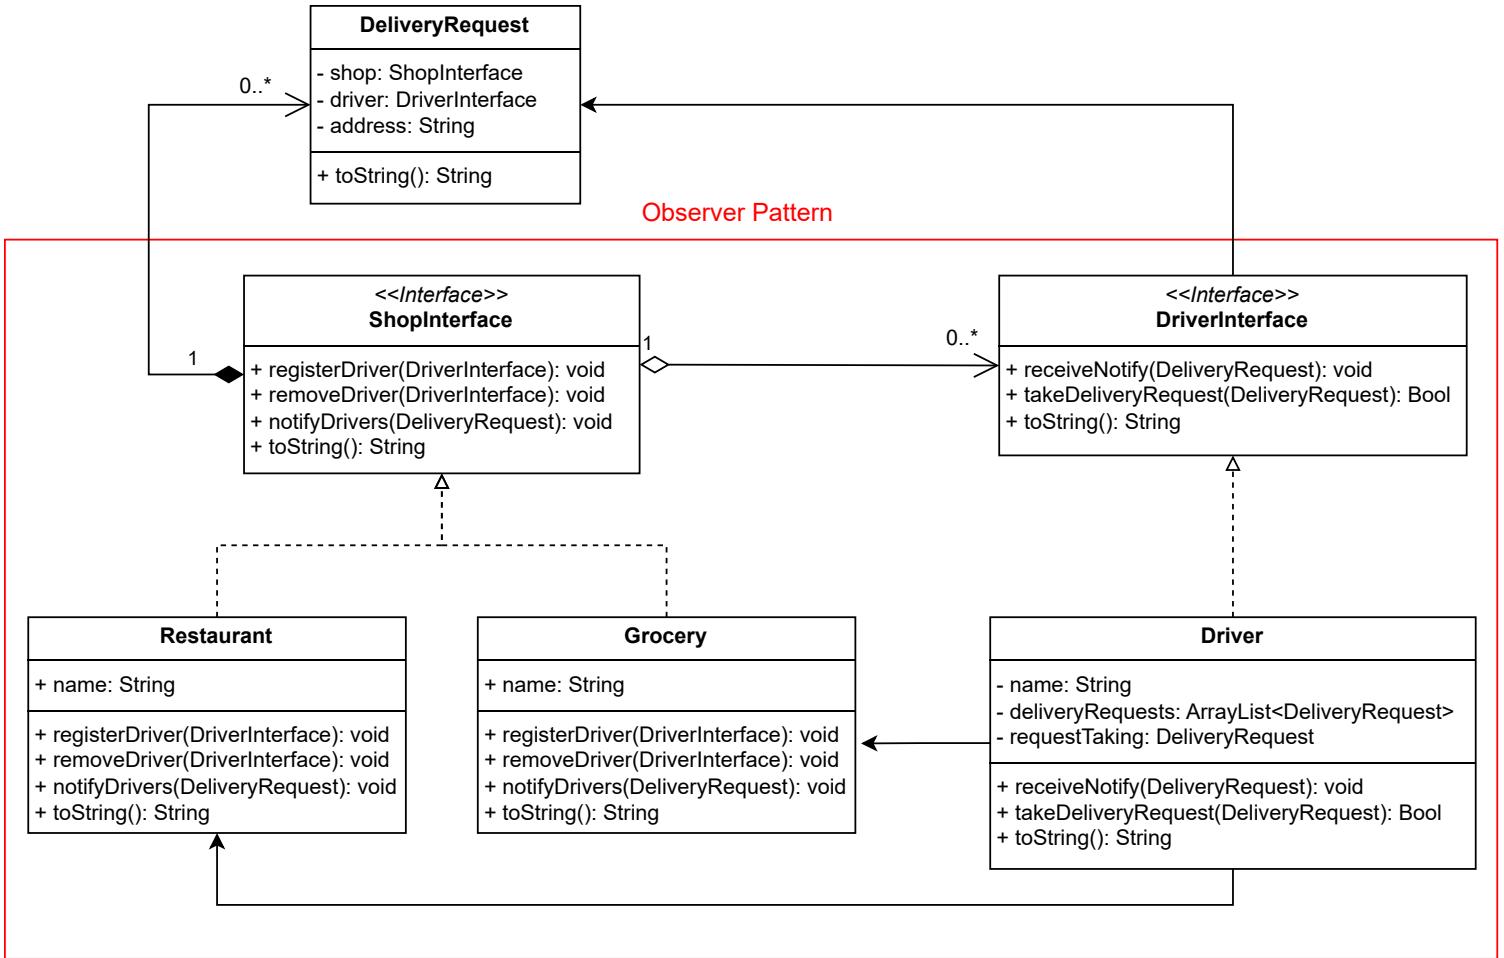 DeliveryRequest
- shop: ShopInterface
- driver: DriverInterface
- address: String
+ toString(): String
0..*
Observer Pattern
<<Interface>>
ShopInterface
+ registerDriver(DriverInterface): void
+ removeDriver(DriverInterface): void
+ notifyDrivers(DeliveryRequest): void
+ toString(): String
1
1
0..*
<<Interface>>
DriverInterface
+ receiveNotify(DeliveryRequest): void
+ takeDeliveryRequest(DeliveryRequest): Bool
+ toString(): String
Restaurant
+ name: String
+ registerDriver(DriverInterface): void
+ removeDriver(DriverInterface): void
+ notifyDrivers(DeliveryRequest): void
+ toString(): String
Grocery
+ name: String
+ registerDriver(DriverInterface): void
+ removeDriver(DriverInterface): void
+ notifyDrivers(DeliveryRequest): void
+ toString(): String
Driver
- name: String
- deliveryRequests: ArrayList<DeliveryRequest>
- requestTaking: DeliveryRequest
+ receiveNotify(DeliveryRequest): void
+ takeDeliveryRequest(DeliveryRequest): Bool
+ toString(): String